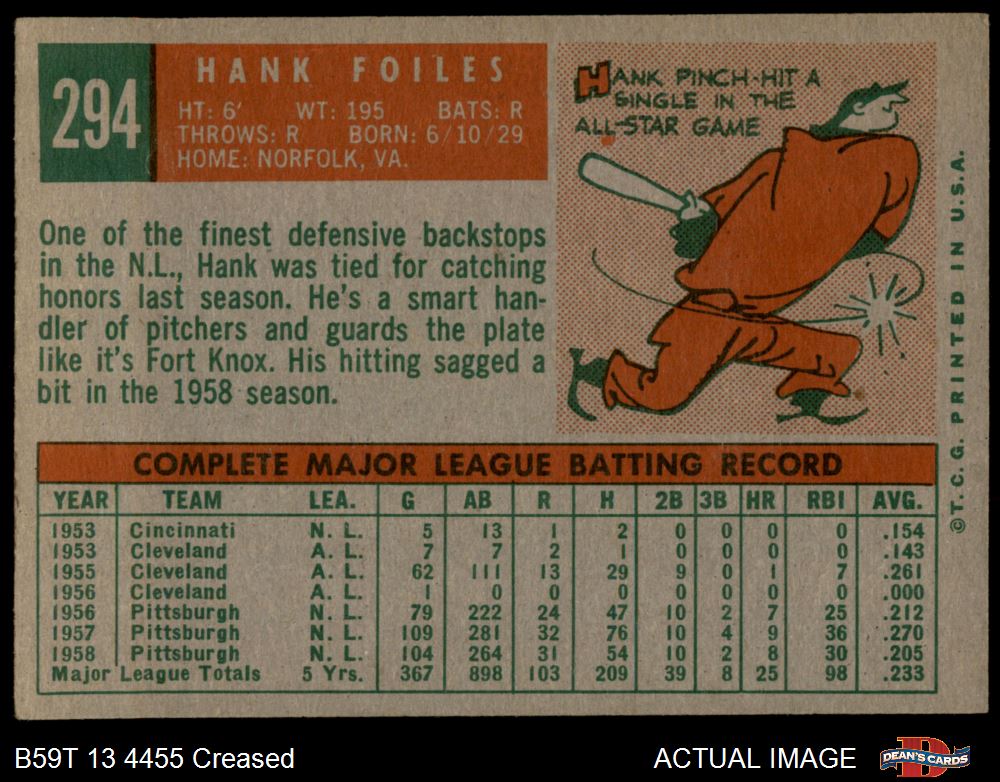 294
HANK FOILES
HT: 6' WT: 195 BATS: R
THROWS: R BORN: 6/10/29
HOME: NORFOLK, VA.
HANK PINCH-HIT A
SINGLE IN THE
ALL-STAR GAME
One of the finest defensive backstops
in the N.L., Hank was tied for catching
honors last season. He's a smart han-
dler of pitchers and guards the plate
like it's Fort Knox. His hitting sagged a
bit in the 1958 season.
COMPLETE MAJOR LEAGUE BATTING RECORD
YEAR TEAM LEA. G AB R H 2B 3B HR RBI AVG.
1953 Cincinnati N. L. 5 13 1 2 0 0 0 0 .154
1953 Cleveland A. L. 7 7 2 1 0 0 0 0 .143
1955 Cleveland A. L. 62 111 13 29 9 0 1 7 .261
1956 Cleveland A. L. 1 0 0 0 0 0 0 0 .000
1956 Pittsburgh N. L. 79 222 24 47 10 2 7 25 .212
1957 Pittsburgh N. L. 109 281 32 76 10 4 9 36 .270
1958 Pittsburgh N. L. 104 264 31 54 10 2 8 30 .205
Major League Totals 5 Yrs. 367 898 103 209 39 8 25 98 .233
©T. C. G. PRINTED IN U.S.A.
B59T 13 4455 Creased
ACTUAL IMAGE
D
DEAN'S CARDS